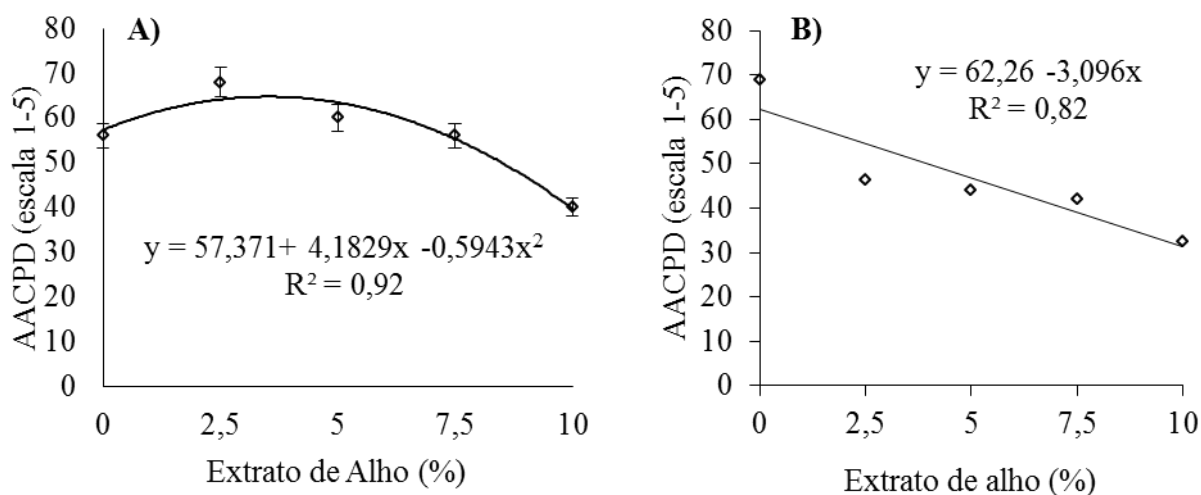 A)
AACPD (escala 1-5)
80
70
60
50
40
30
20
10
0
y = 57,371+ 4,1829x -0,5943x²
R² = 0,92
0 2,5 5 7,5 10
Extrato de Alho (%)
B)
AACPD (escala 1-5)
80
70
60
50
40
30
20
10
0
y = 62,26 -3,096x
R² = 0,82
0 2,5 5 7,5 10
Extrato de alho (%)